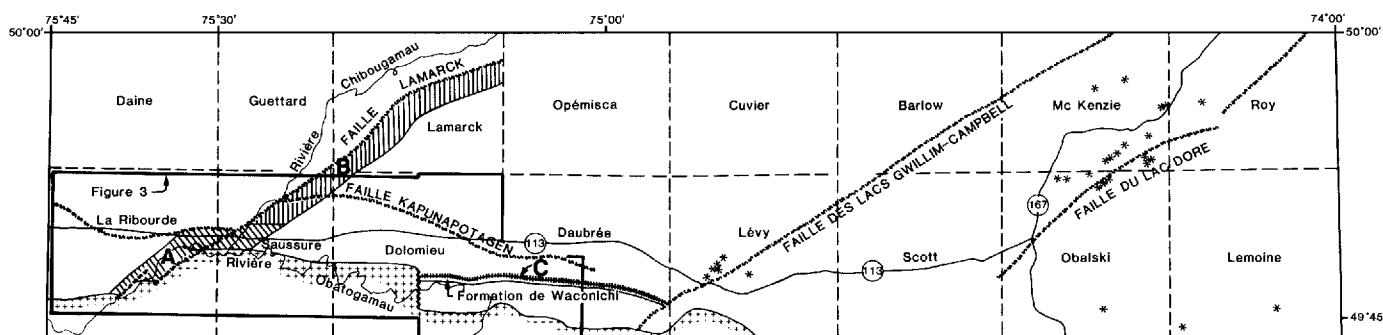 75°45'
75°30'
75°00'
74°00'
50°00'
50°00'
Chibougamau
Rivière
FAILLE LAMARCK
Daine
Guettard
Lamarck
Opémisca
Cuvier
Barlow
Mc Kenzie
Roy
B
Figure 3
FAILLE DES LACS GWILLIM-CAMPBELL
FAILLE DU LAC DORE
FAILLE KAPUNAPOTAGEN
La Ribourde
167
A
Saussure
Dolomieu
113
Daubrée
Lévy
Scott
Obalski
Lemoine
Rivière
Obatogamau
C
113
Formation de Waconichi
49°45'